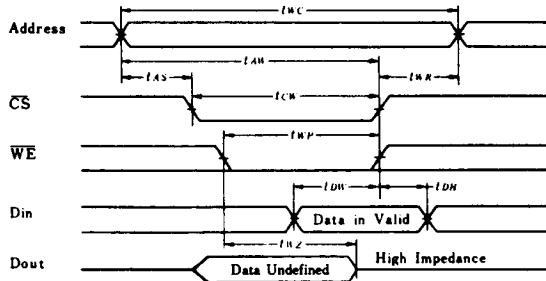 tWC
Address
tAW
tAS
tWR
CS
tCW
WE
tWP
tDW
tDH
Din
Data in Valid
tWZ
Dout
Data Undefined
High Impedance